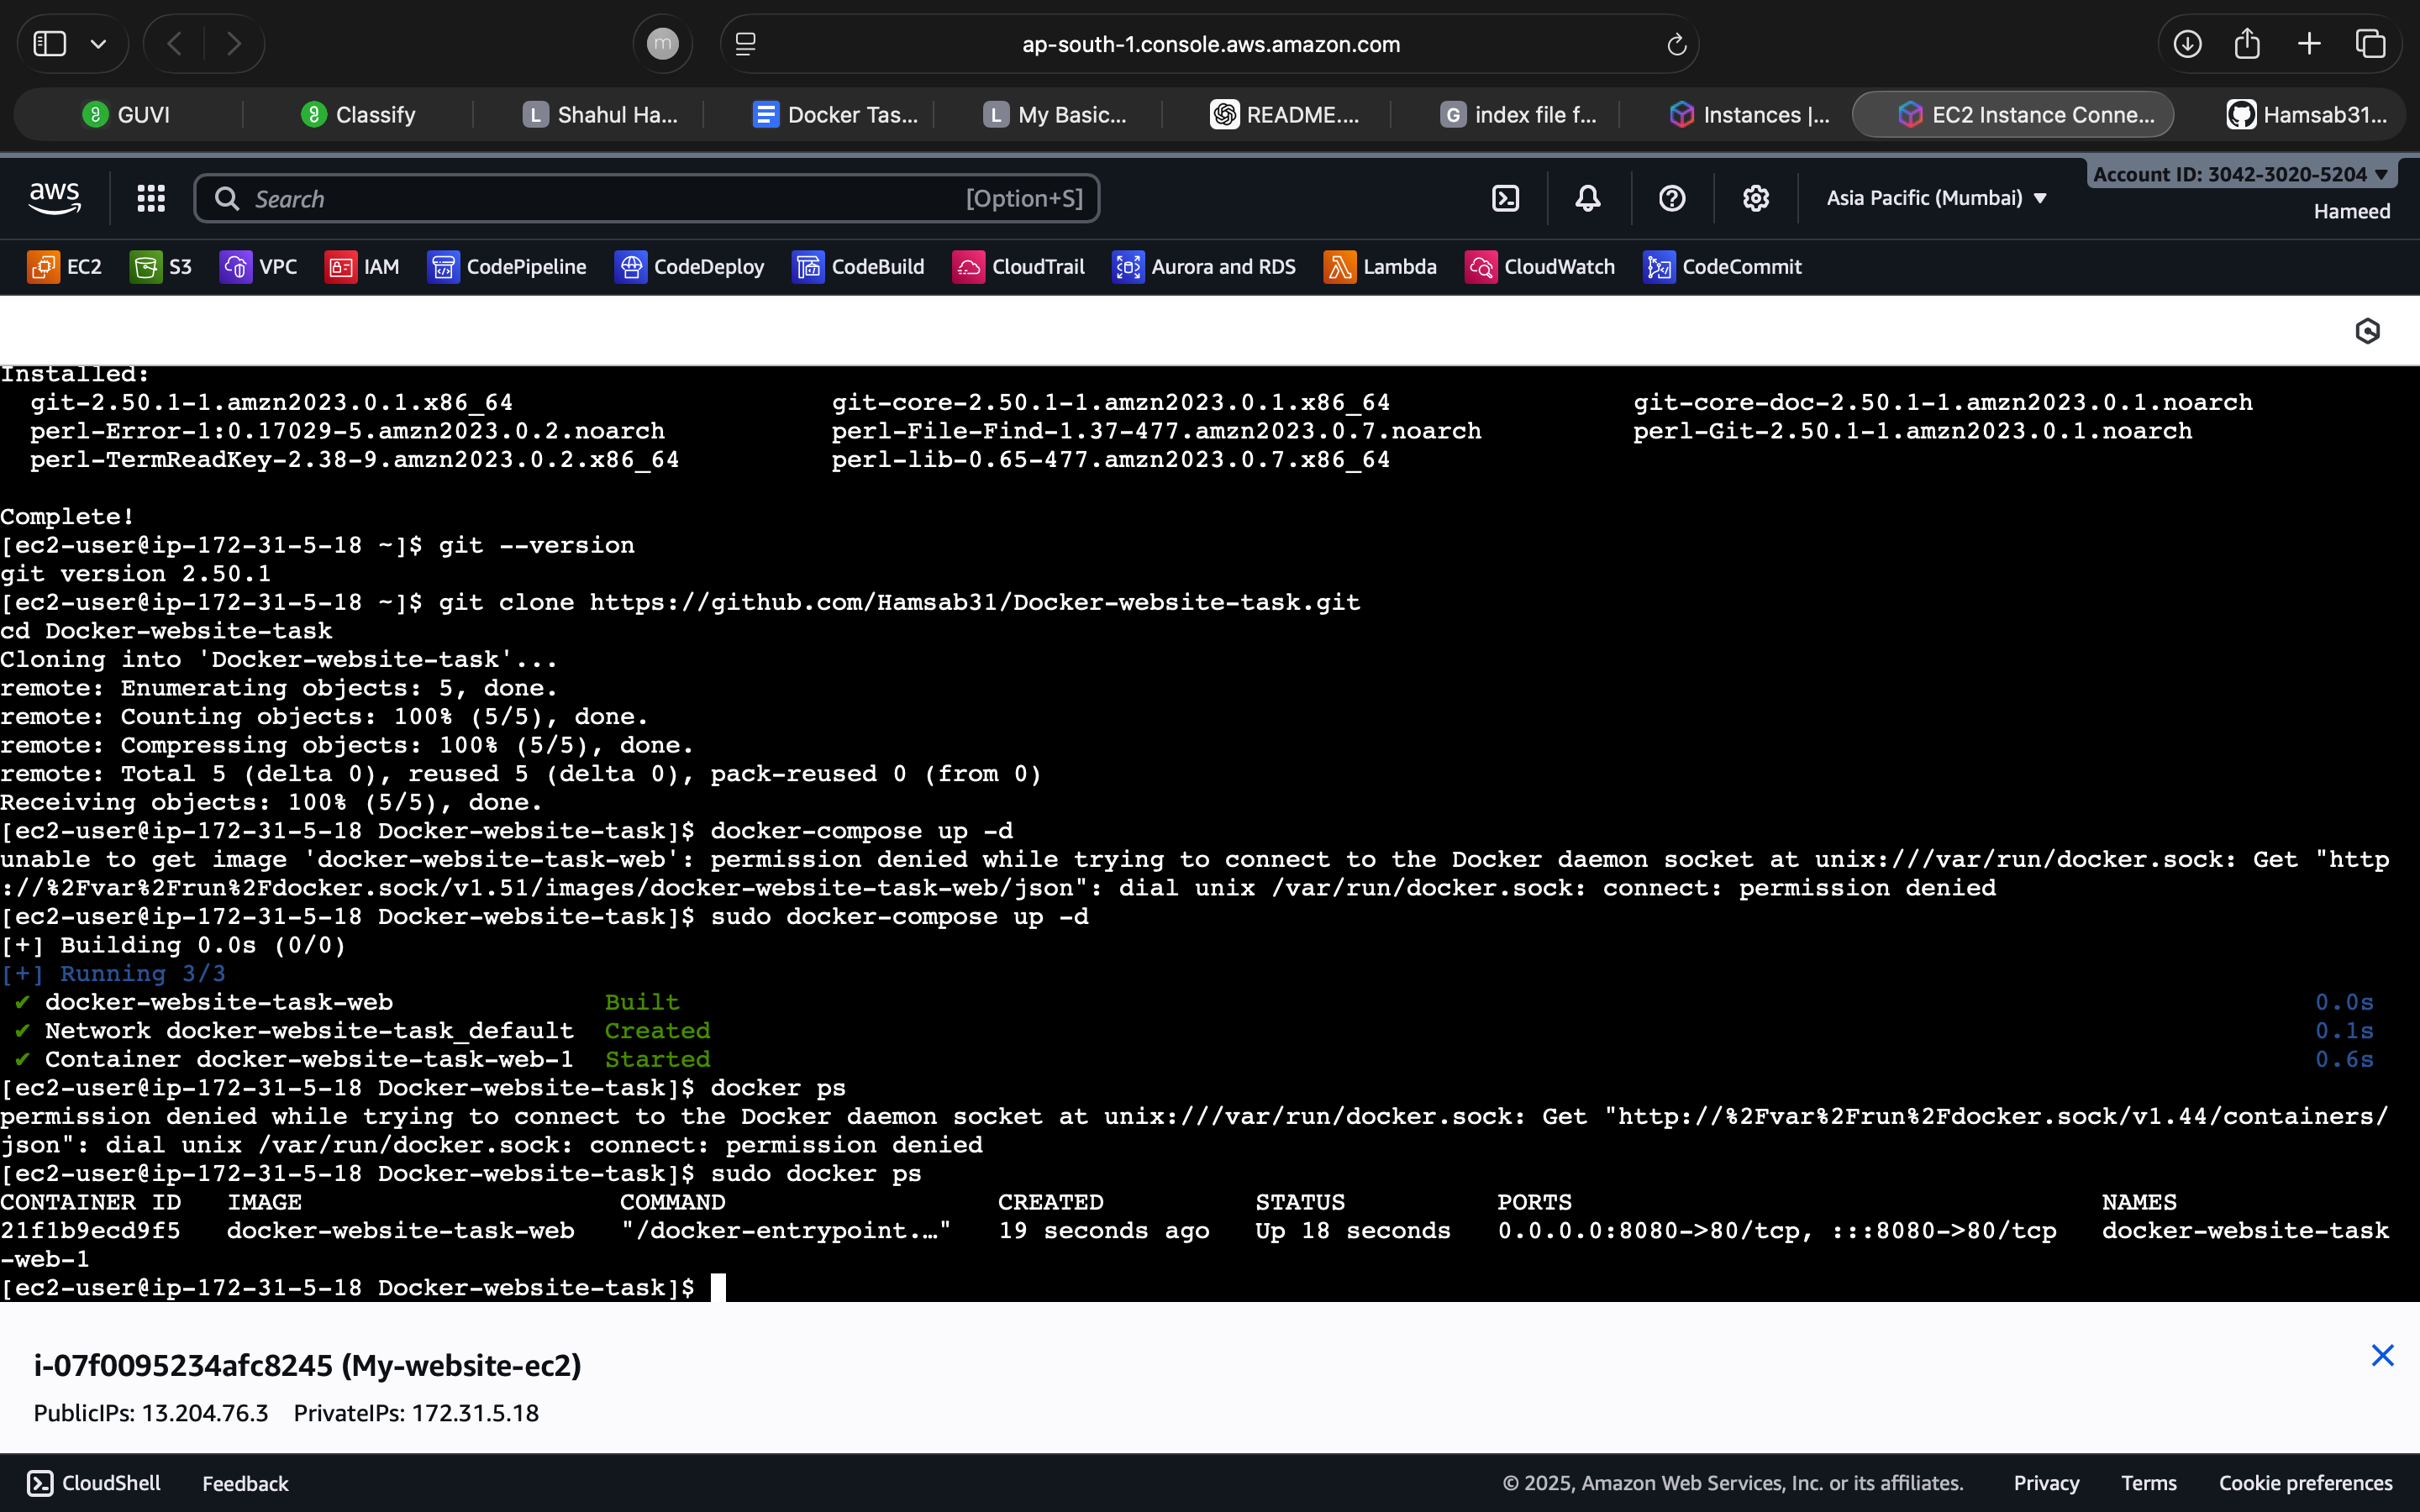 m
ap-south-1.console.aws.amazon.com
GUVI
Classify
L Shahul Ha...
Docker Tas...
L My Basic...
README....
G index file f...
Instances |...
EC2 Instance Conne...
Hamsab31...
aws
Search [Option+S]
Asia Pacific (Mumbai) ▼
Account ID: 3042-3020-5204 ▼
Hameed
EC2 S3 VPC IAM CodePipeline CodeDeploy CodeBuild CloudTrail Aurora and RDS Lambda CloudWatch CodeCommit
Installed:
git-2.50.1-1.amzn2023.0.1.x86_64 git-core-2.50.1-1.amzn2023.0.1.x86_64 git-core-doc-2.50.1-1.amzn2023.0.1.noarch
perl-Error-1:0.17029-5.amzn2023.0.2.noarch perl-File-Find-1.37-477.amzn2023.0.7.noarch perl-Git-2.50.1-1.amzn2023.0.1.noarch
perl-TermReadKey-2.38-9.amzn2023.0.2.x86_64 perl-lib-0.65-477.amzn2023.0.7.x86_64
Complete!
[ec2-user@ip-172-31-5-18 ~]$ git --version
git version 2.50.1
[ec2-user@ip-172-31-5-18 ~]$ git clone https://github.com/Hamsab31/Docker-website-task.git
cd Docker-website-task
Cloning into 'Docker-website-task'...
remote: Enumerating objects: 5, done.
remote: Counting objects: 100% (5/5), done.
remote: Compressing objects: 100% (5/5), done.
remote: Total 5 (delta 0), reused 5 (delta 0), pack-reused 0 (from 0)
Receiving objects: 100% (5/5), done.
[ec2-user@ip-172-31-5-18 Docker-website-task]$ docker-compose up -d
unable to get image 'docker-website-task-web': permission denied while trying to connect to the Docker daemon socket at unix:///var/run/docker.sock: Get "http
://%2Fvar%2Frun%2Fdocker.sock/v1.51/images/docker-website-task-web/json": dial unix /var/run/docker.sock: connect: permission denied
[ec2-user@ip-172-31-5-18 Docker-website-task]$ sudo docker-compose up -d
[+] Building 0.0s (0/0)
[+] Running 3/3
✔ docker-website-task-web Built 0.0s
✔ Network docker-website-task_default Created 0.1s
✔ Container docker-website-task-web-1 Started 0.6s
[ec2-user@ip-172-31-5-18 Docker-website-task]$ docker ps
permission denied while trying to connect to the Docker daemon socket at unix:///var/run/docker.sock: Get "http://%2Fvar%2Frun%2Fdocker.sock/v1.44/containers/
json": dial unix /var/run/docker.sock: connect: permission denied
[ec2-user@ip-172-31-5-18 Docker-website-task]$ sudo docker ps
CONTAINER ID IMAGE COMMAND CREATED STATUS PORTS NAMES
21f1b9ecd9f5 docker-website-task-web "/docker-entrypoint.…" 19 seconds ago Up 18 seconds 0.0.0.0:8080->80/tcp, :::8080->80/tcp docker-website-task
-web-1
[ec2-user@ip-172-31-5-18 Docker-website-task]$
i-07f0095234afc8245 (My-website-ec2)
PublicIPs: 13.204.76.3 PrivateIPs: 172.31.5.18
CloudShell Feedback © 2025, Amazon Web Services, Inc. or its affiliates. Privacy Terms Cookie preferences